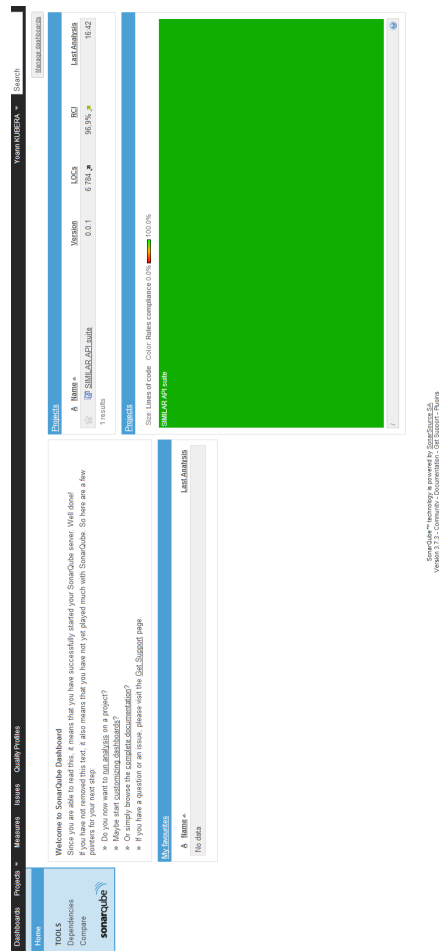 Dashboards Projects Measures Issues Quality Profiles Yoann KUBERA Search
Home
TOOLS
Dependencies
Compare
sonarqube
Manage dashboards
Welcome to SonarQube Dashboard
Since you are able to read this, it means that you have successfully started your SonarQube server. Well done!
If you have not removed this text, it also means that you have not yet played much with SonarQube. So here are a few
pointers for your next step:
» Do you now want to run analysis on a project?
» Maybe start customizing dashboards?
» Or simply browse the complete documentation?
» If you have a question or an issue, please visit the Get Support page.
My favourites
Name Last Analysis
No data
Projects
Name Version LOCs RCI Last Analysis
SIMILAR API suite 0.0.1 6 784 96,9% 16:42
1 results
Projects
Size: Lines of code Color: Rules compliance 0.0% 100.0%
SIMILAR API suite
SonarQube™ technology is powered by SonarSource SA
Version 3.7.3 - Community - Documentation - Get Support - Plugins